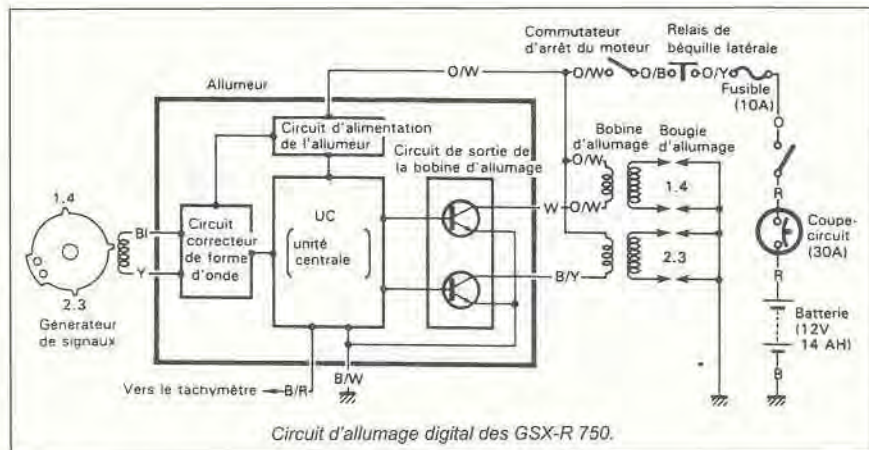 Commutateur
d'arrêt du moteur
Relais de
béquille latérale
O/W
O/W
O/B
O/Y
Fusible
(10A)
Allumeur
Circuit d'alimentation
de l'allumeur
Circuit de sortie de
la bobine d'allumage
Bobine
d'allumage
Bougie
d'allumage
O
O/W
1.4
1.4
W
O/W
R
BI
Y
Circuit
correcteur
de forme
d'onde
UC
unité
centrale
Coupe-
circuit
(30A)
2.3
B/Y
R
2.3
Générateur
de signaux
Batterie
(12V
14 AH)
B/W
B
Vers le tachymètre
B/R
Circuit d'allumage digital des GSX-R 750.